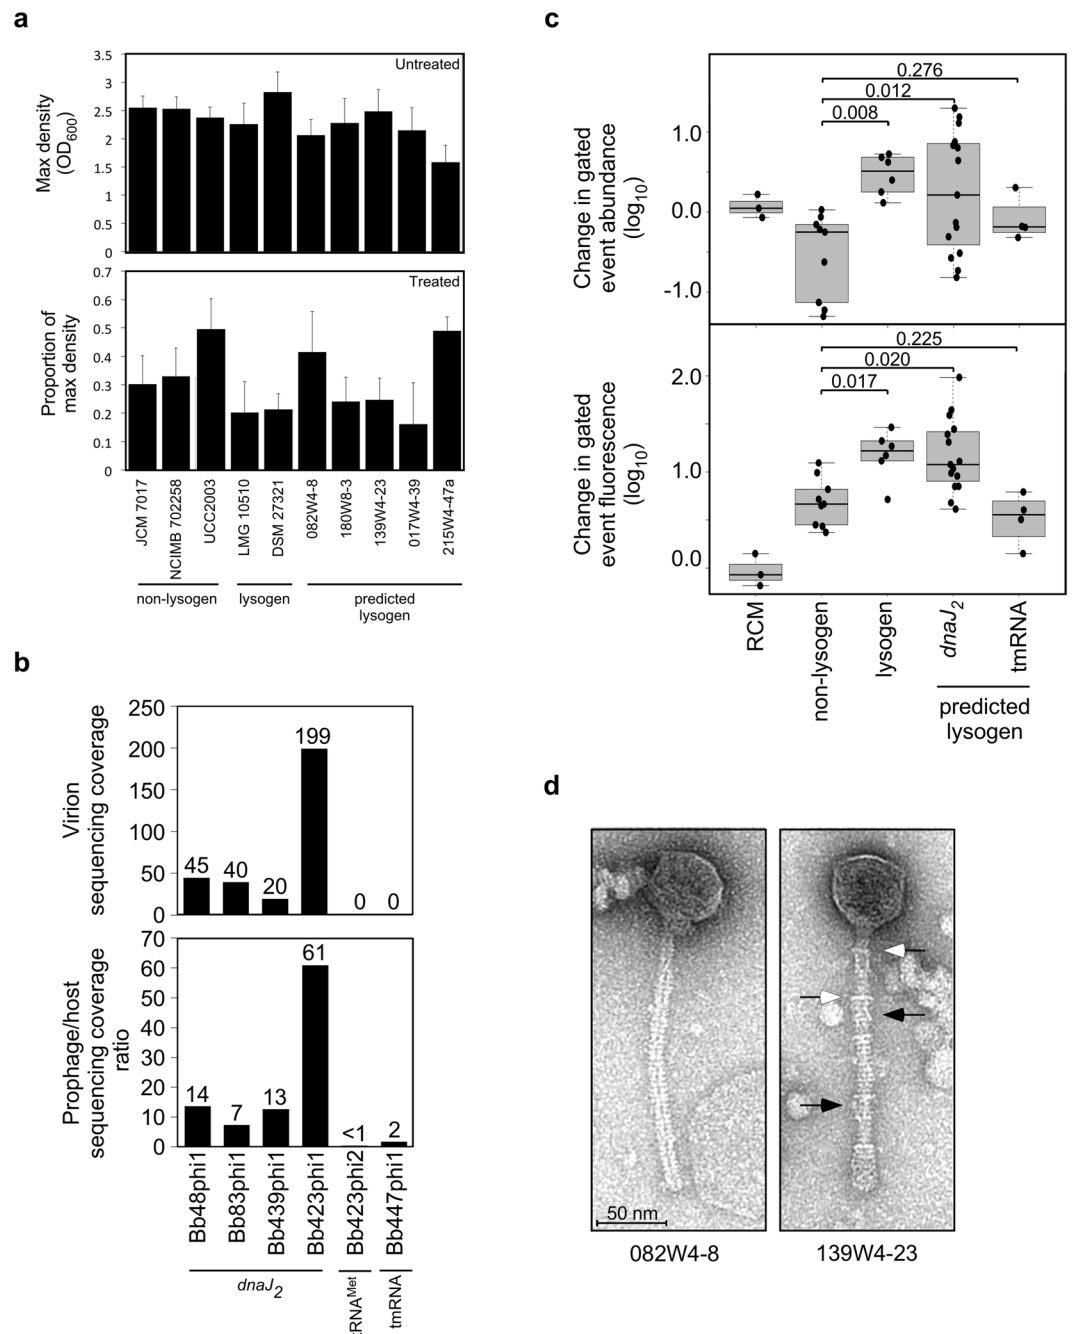 a
Max density
(OD600)
3.5
3
2.5
2
1.5
1
0.5
0
Untreated
Proportion of
max density
0.7
0.6
0.5
0.4
0.3
0.2
0.1
0
Treated
JCM 7017
NCIMB 702258
UCC2003
LMG 10510
DSM 27321
082W4-8
180W8-3
139W4-23
017W4-39
215W4-47a
non-lysogen
lysogen
predicted
lysogen
b
Virion
sequencing coverage
250
200
150
100
50
0
45
40
20
199
0
0
Prophage/host
sequencing coverage
ratio
70
60
50
40
30
20
10
0
14
7
13
61
<1
2
Bb48phi1
Bb83phi1
Bb439phi1
Bb423phi1
Bb423phi2
Bb447phi1
dnaJ2
tRNAMet
tmRNA
c
Change in gated
event abundance
(log10)
1.0
0.0
-1.0
0.276
0.012
0.008
Change in gated
event fluorescence
(log10)
2.0
1.0
0.0
0.225
0.020
0.017
RCM
non-lysogen
lysogen
dnaJ2
tmRNA
predicted
lysogen
d
50 nm
082W4-8
139W4-23